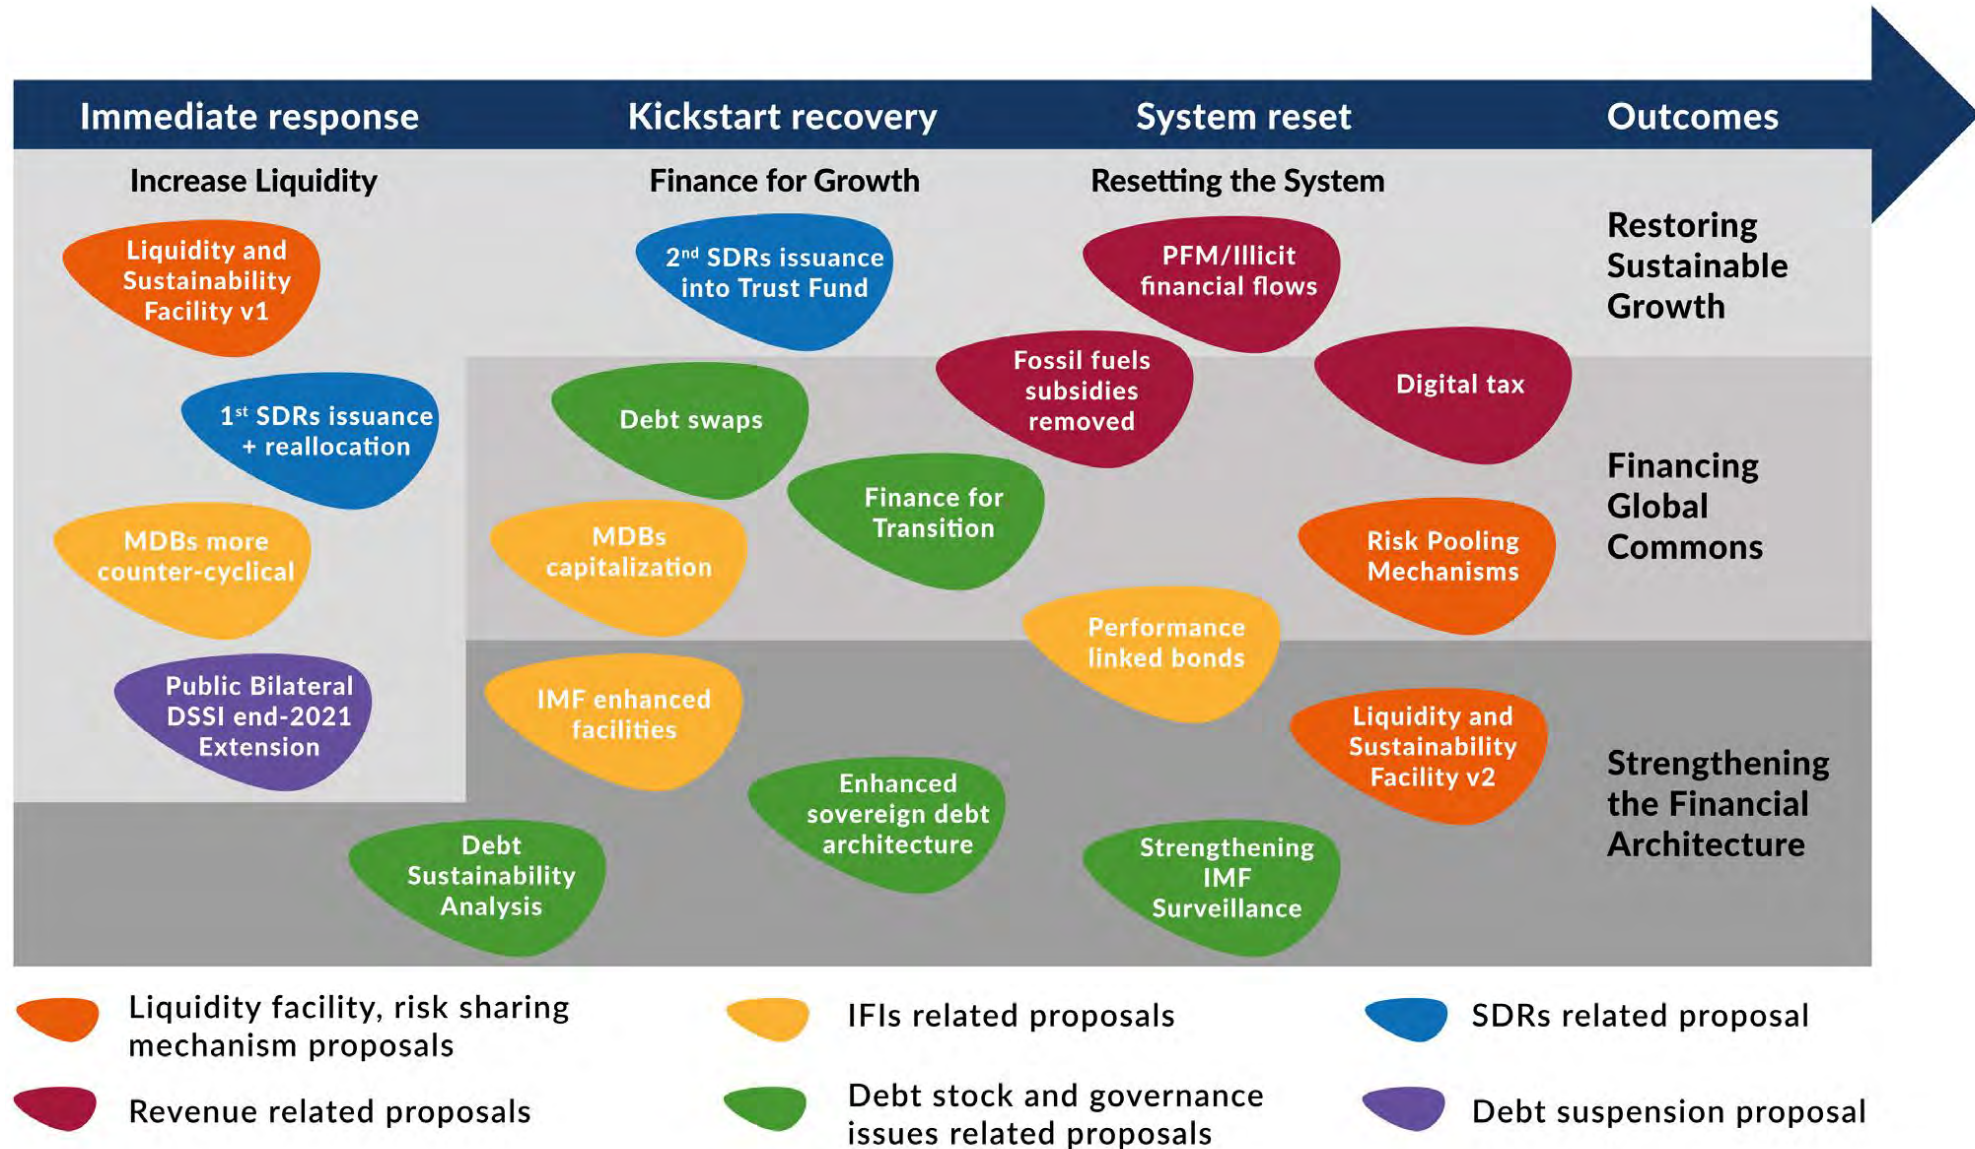 Immediate response
Kickstart recovery
System reset
Outcomes
Increase Liquidity
Finance for Growth
Resetting the System
Liquidity and
Sustainability
Facility v1
1st SDRs issuance
+ reallocation
MDBs more
counter-cyclical
Public Bilateral
DSSI end-2021
Extension
Debt
Sustainability
Analysis
2nd SDRs issuance
into Trust Fund
Debt swaps
Finance for
Transition
MDBs
capitalization
IMF enhanced
facilities
Enhanced
sovereign debt
architecture
PFM/Illicit
financial flows
Fossil fuels
subsidies
removed
Digital tax
Risk Pooling
Mechanisms
Performance
linked bonds
Liquidity and
Sustainability
Facility v2
Strengthening
IMF
Surveillance
Restoring
Sustainable
Growth
Financing
Global
Commons
Strengthening
the Financial
Architecture
Liquidity facility, risk sharing
mechanism proposals
IFIs related proposals
SDRs related proposal
Revenue related proposals
Debt stock and governance
issues related proposals
Debt suspension proposal